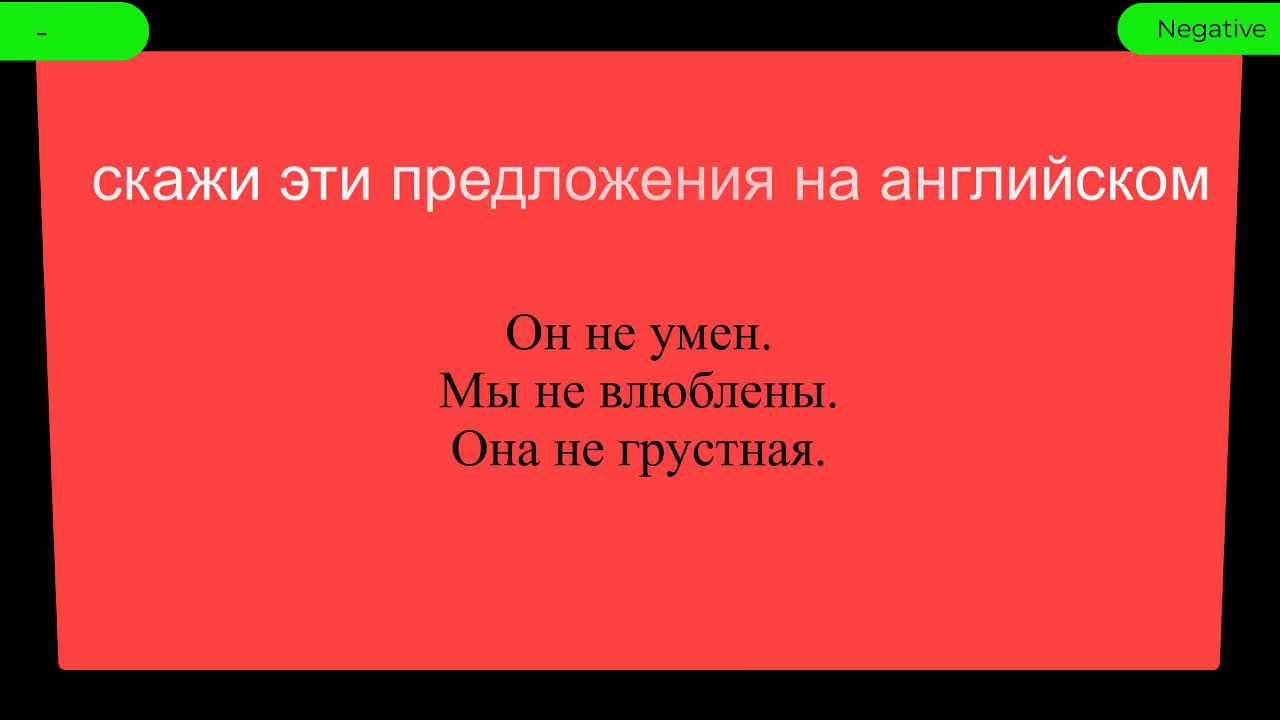 -
Negative
скажи эти предложения на английском
Он не умен.
Мы не влюблены.
Она не грустная.